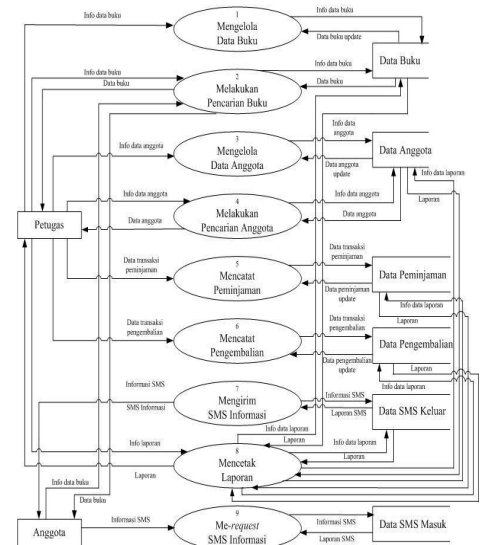 Info data buku
1
Mengelola
Data Buku
Info data buku
Data buku update
Data Buku
Info data buku
Data buku
2
Melakukan
Pencarian Buku
Info data buku
Data buku
Info data anggota
3
Mengelola
Data Anggota
Info data
anggota
Data anggota
update
Data Anggota
Info data laporan
Laporan
Info data anggota
4
Melakukan
Pencarian Anggota
Info data anggota
Data anggota
Data anggota
Petugas
Data transaksi
peminjaman
5
Mencatat
Peminjaman
Data transaksi
peminjaman
Data peminjaman
update
Data Peminjaman
Info data laporan
Laporan
Data transaksi
pengembalian
6
Mencatat
Pengembalian
Data transaksi
pengembalian
Data pengembalian
update
Data Pengembalian
Laporan
Info data laporan
Informasi SMS
SMS Informasi
7
Mengirim
SMS Informasi
Informasi SMS
Laporan SMS
Data SMS Keluar
Info data laporan
Laporan
Info data laporan
Laporan
Info laporan
Laporan
8
Mencetak
Laporan
Info data buku
Data buku
Anggota
Informasi SMS
9
Me-request
SMS Informasi
Informasi SMS
Laporan SMS
Data SMS Masuk